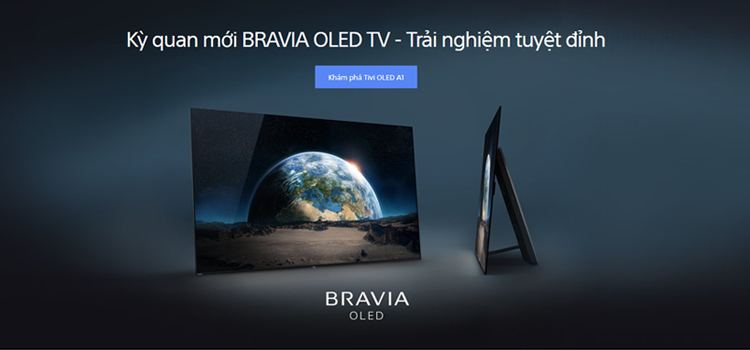 Kỳ quan mới BRAVIA OLED TV - Trải nghiệm tuyệt đỉnh
Khám phá Tivi OLED A1
BRAVIA
OLED